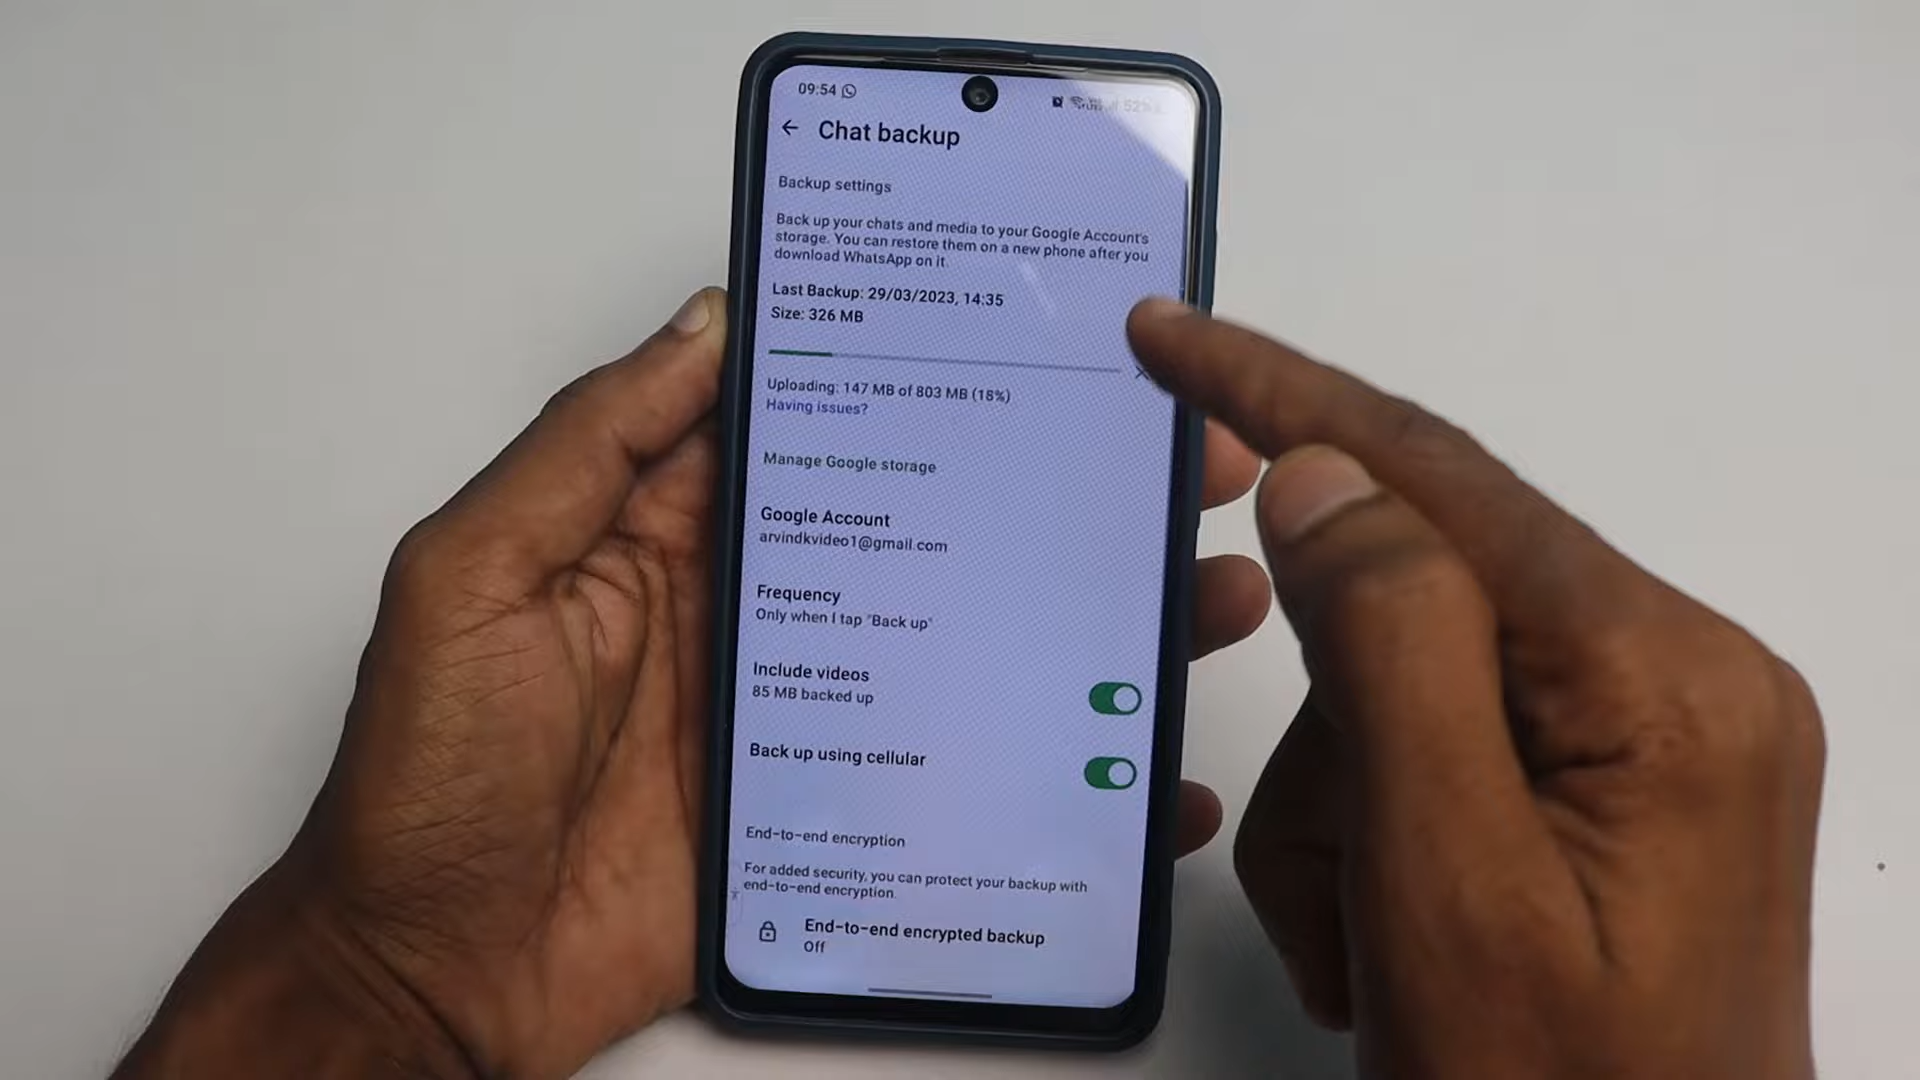 09:54
52%
Chat backup
Backup settings
Back up your chats and media to your Google Account's
storage. You can restore them on a new phone after you
download WhatsApp on it.
Last Backup: 29/03/2023, 14:35
Size: 326 MB
Uploading: 147 MB of 803 MB (18%)
Having issues?
Manage Google storage
Google Account
arvindkvideo1@gmail.com
Frequency
Only when I tap "Back up"
Include videos
85 MB backed up
Back up using cellular
End-to-end encryption
For added security, you can protect your backup with
end-to-end encryption.
End-to-end encrypted backup
Off